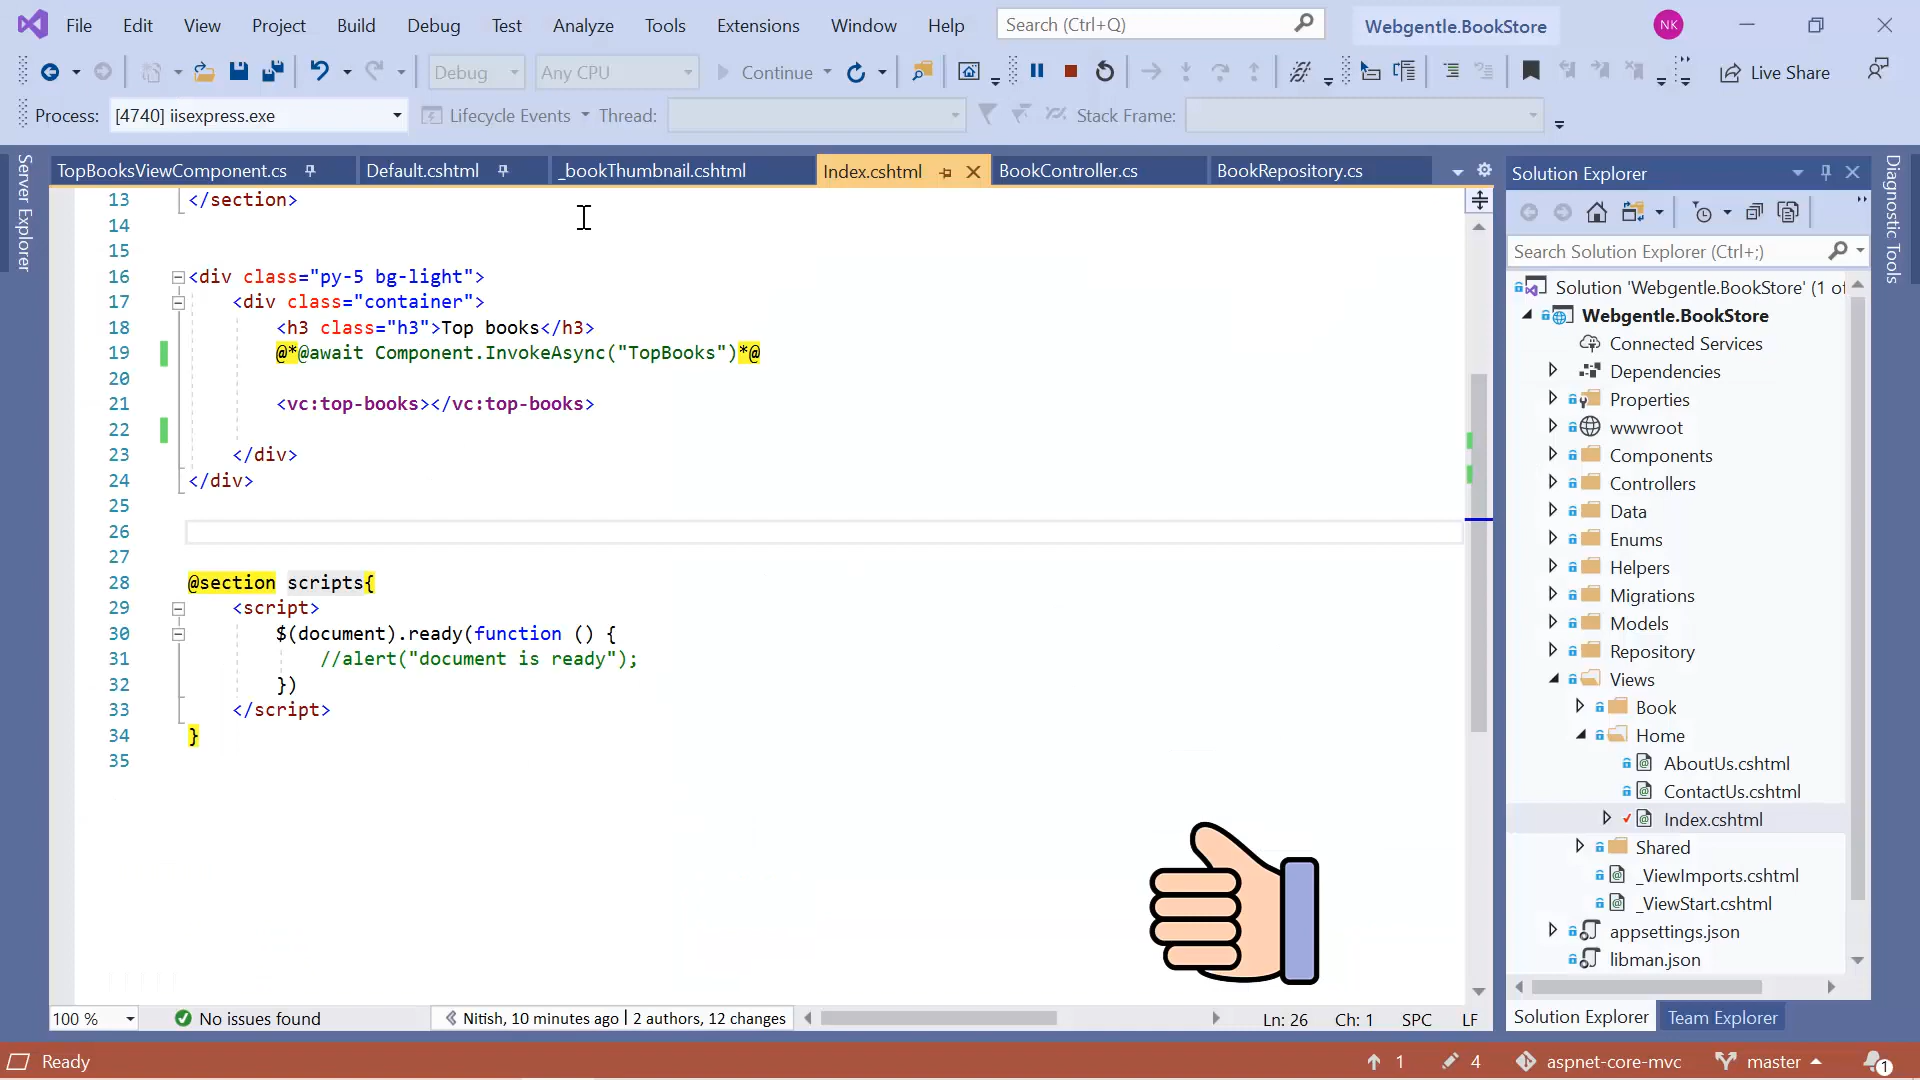 File Edit View Project Build Debug Test Analyze Tools Extensions Window Help Search (Ctrl+Q) Webgentle.BookStore NK
Debug Any CPU Continue Live Share
Process: [4740] iisexpress.exe Lifecycle Events Thread: Stack Frame:
Server Explorer
TopBooksViewComponent.cs Default.cshtml _bookThumbnail.cshtml Index.cshtml BookController.cs BookRepository.cs
13 </section>
14
15
16 <div class="py-5 bg-light">
17 <div class="container">
18 <h3 class="h3">Top books</h3>
19 @*@await Component.InvokeAsync("TopBooks")*@
20
21 <vc:top-books></vc:top-books>
22
23 </div>
24 </div>
25
26
27
28 @section scripts{
29 <script>
30 $(document).ready(function () {
31 //alert("document is ready");
32 })
33 </script>
34 }
35
100 % No issues found Nitish, 10 minutes ago | 2 authors, 12 changes Ln: 26 Ch: 1 SPC LF
Solution Explorer
Search Solution Explorer (Ctrl+;)
Solution 'Webgentle.BookStore' (1 of
Webgentle.BookStore
Connected Services
Dependencies
Properties
wwwroot
Components
Controllers
Data
Enums
Helpers
Migrations
Models
Repository
Views
Book
Home
AboutUs.cshtml
ContactUs.cshtml
Index.cshtml
Shared
_ViewImports.cshtml
_ViewStart.cshtml
appsettings.json
libman.json
Solution Explorer Team Explorer
Diagnostic Tools
Ready 1 4 aspnet-core-mvc master 1